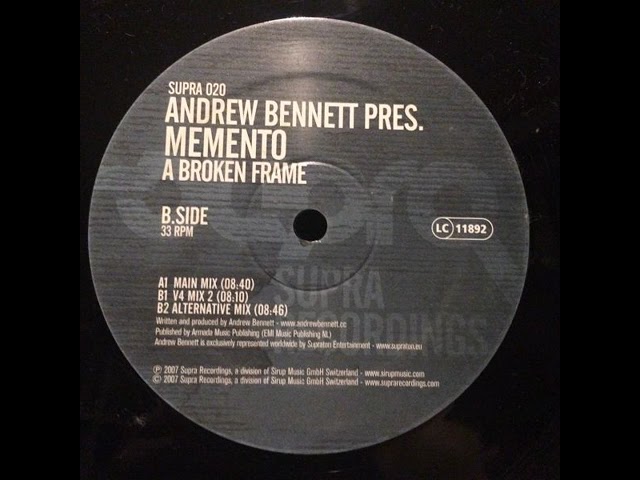 SUPRA 020
ANDREW BENNETT PRES.
MEMENTO
A BROKEN FRAME
B.SIDE
33 RPM
LC 11892
A1 MAIN MIX (08:40)
B1 V4 MIX 2 (08:10)
B2 ALTERNATIVE MIX (08:46)
SUPRA
RECORDINGS
Written and produced by Andrew Bennett - www.andrewbennett.cc
Published by Armada Music Publishing (EMI Music Publishing NL)
Andrew Bennett is exclusively represented worldwide by Supratun Entertainment - www.supratun.eu
℗ 2007 Supra Recordings, a division of Sirup Music GmbH Switzerland - www.sirupmusic.com
© 2007 Supra Recordings, a division of Sirup Music GmbH Switzerland - www.suprarecordings.com